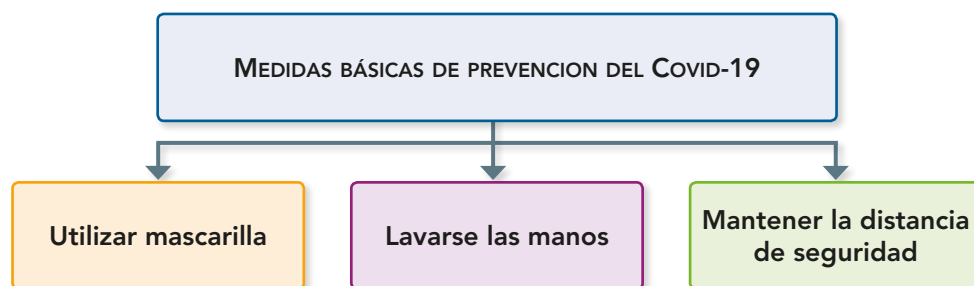 Medidas básicas de prevencion del Covid-19
Utilizar mascarilla
Lavarse las manos
Mantener la distancia
de seguridad